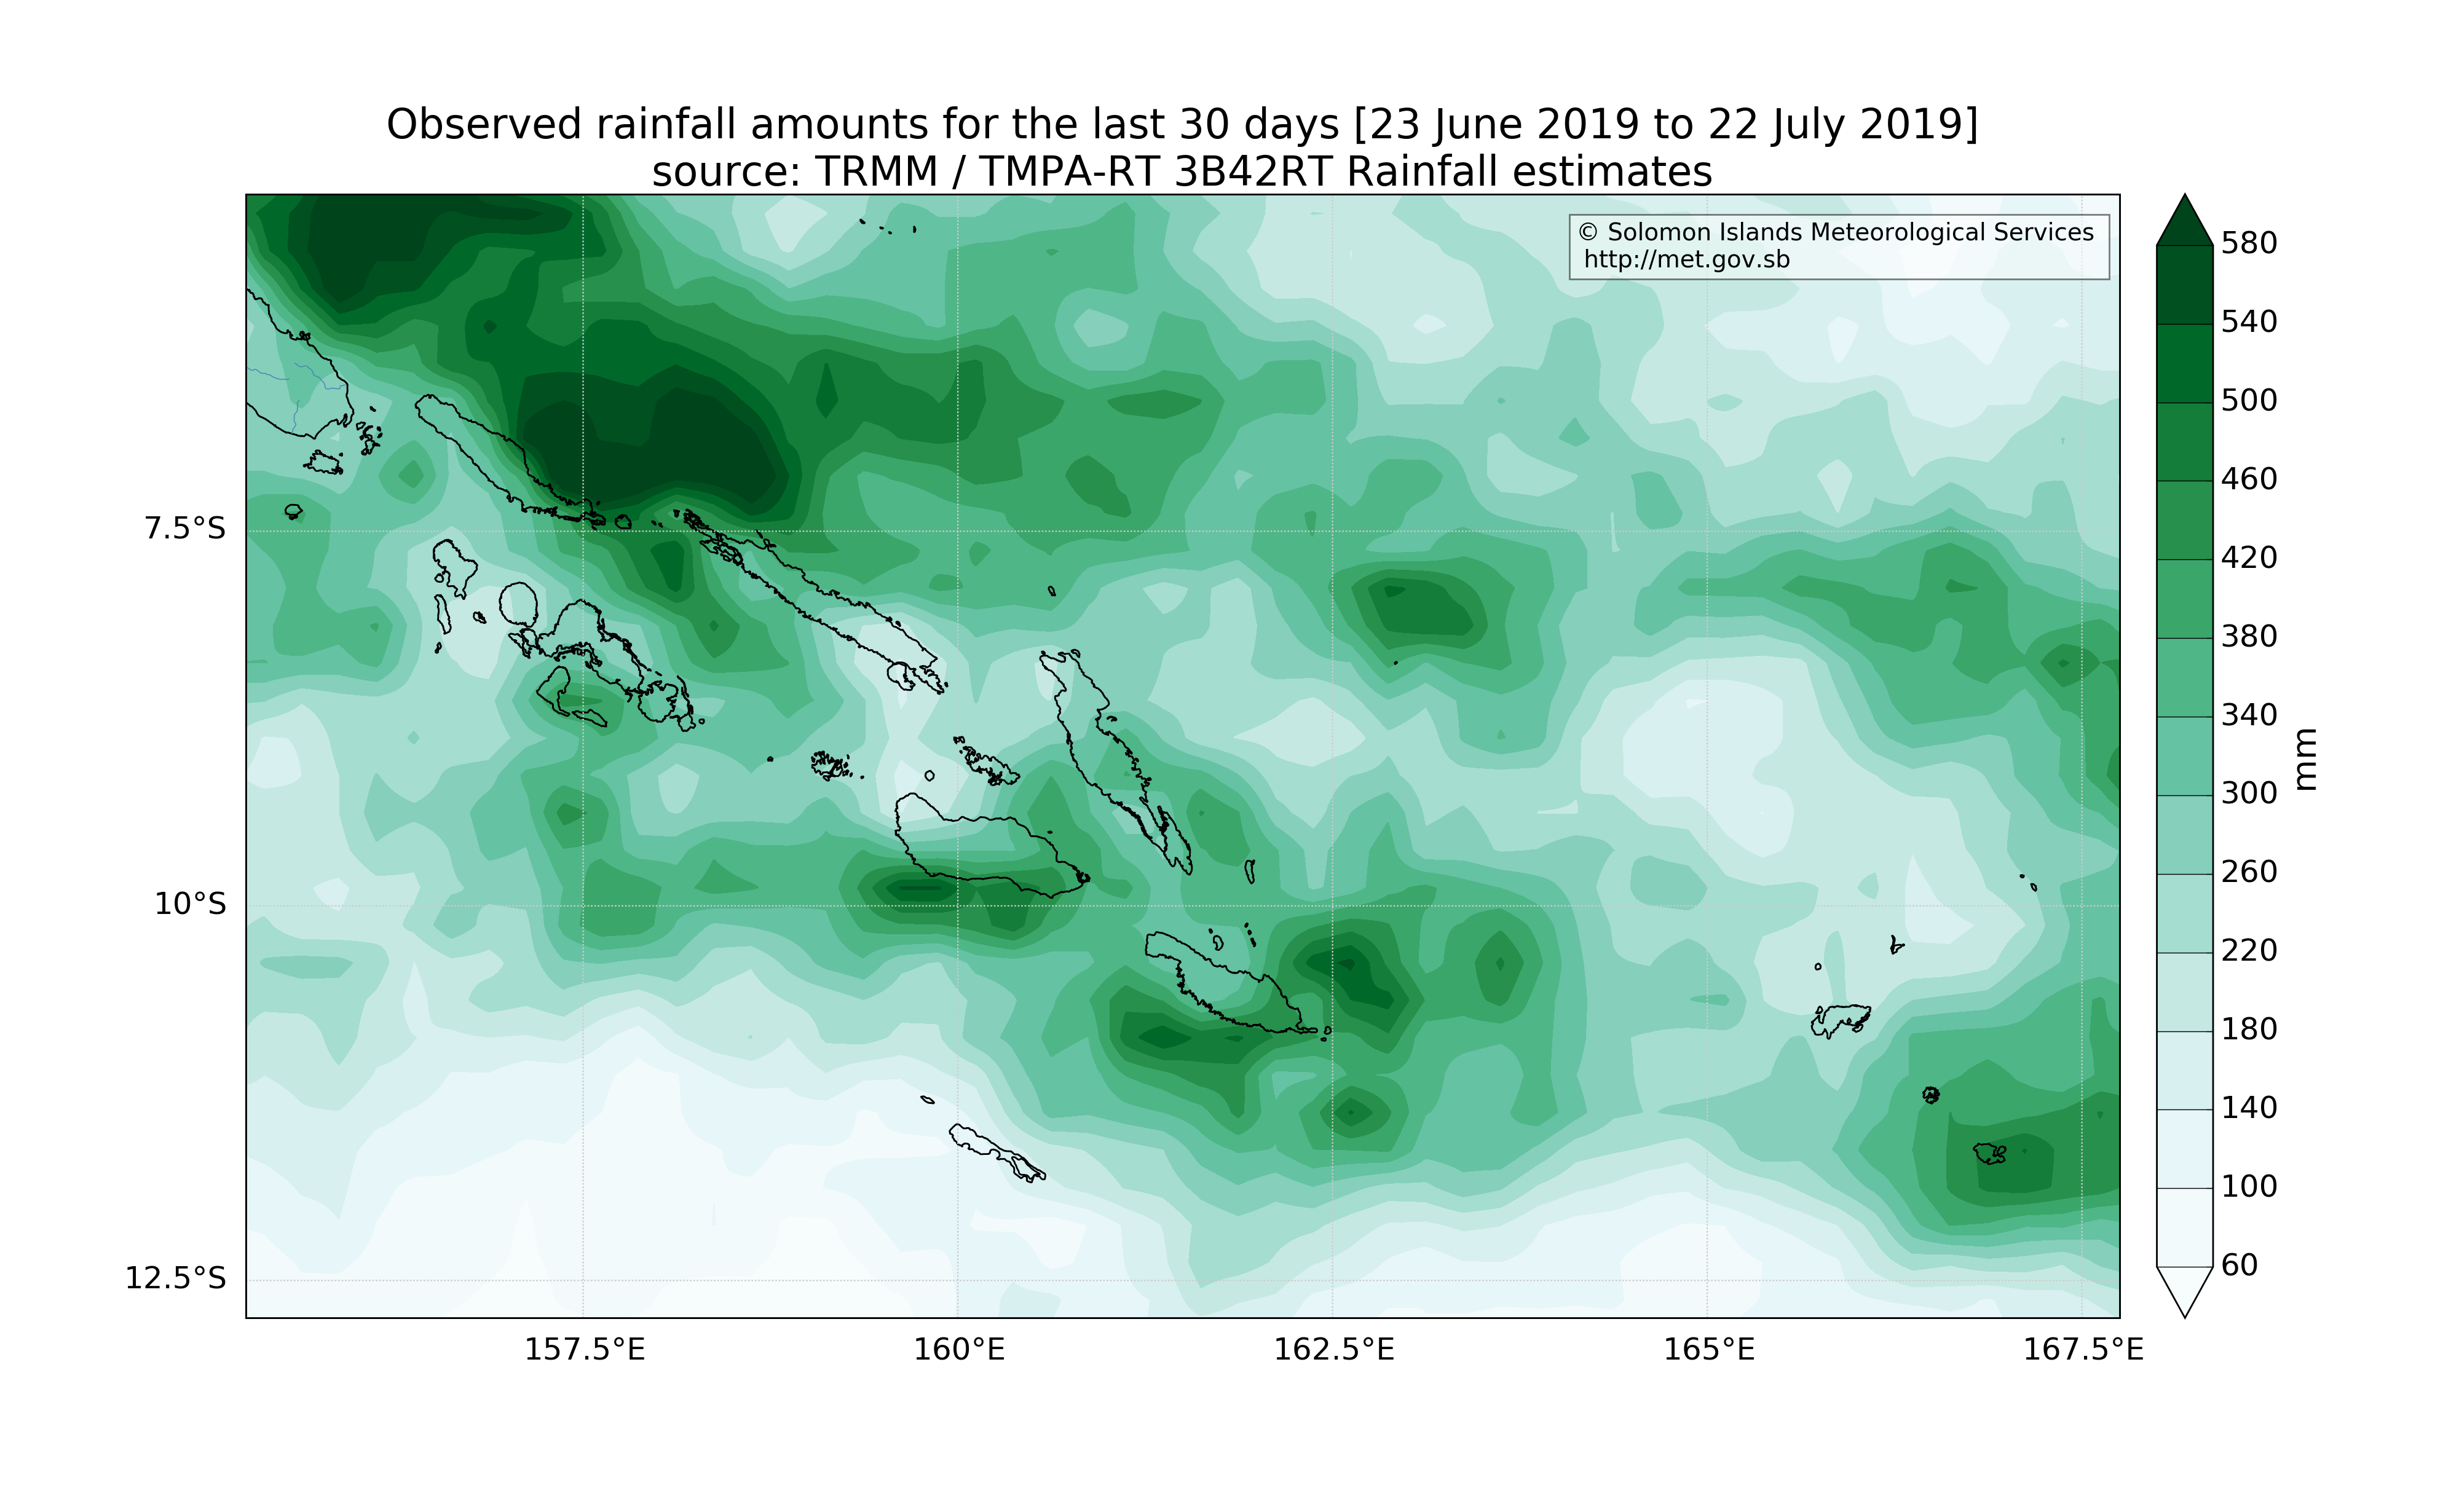 Observed rainfall amounts for the last 30 days [23 June 2019 to 22 July 2019]
source: TRMM / TMPA-RT 3B42RT Rainfall estimates
© Solomon Islands Meteorological Services
http://met.gov.sb
580
540
500
460
420
380
340
300
260
220
180
140
100
60
mm
7.5°S
10°S
12.5°S
157.5°E
160°E
162.5°E
165°E
167.5°E